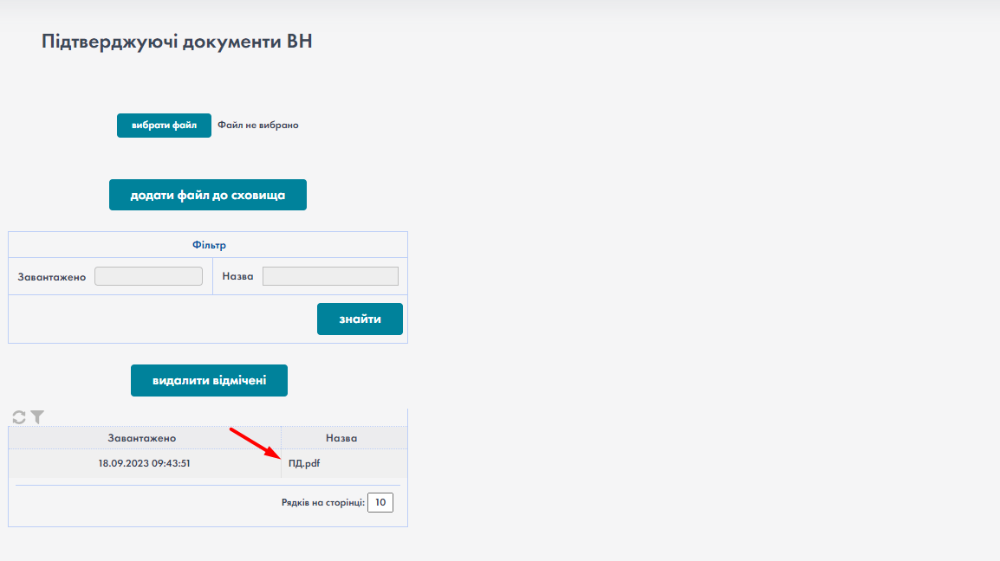 Підтверджуючі документи ВН
вибрати файл Файл не вибрано
додати файл до сховища
Фільтр
Завантажено Назва
знайти
видалити відмічені
Завантажено Назва
18.09.2023 09:43:51 ПД.pdf
Рядків на сторінці: 10